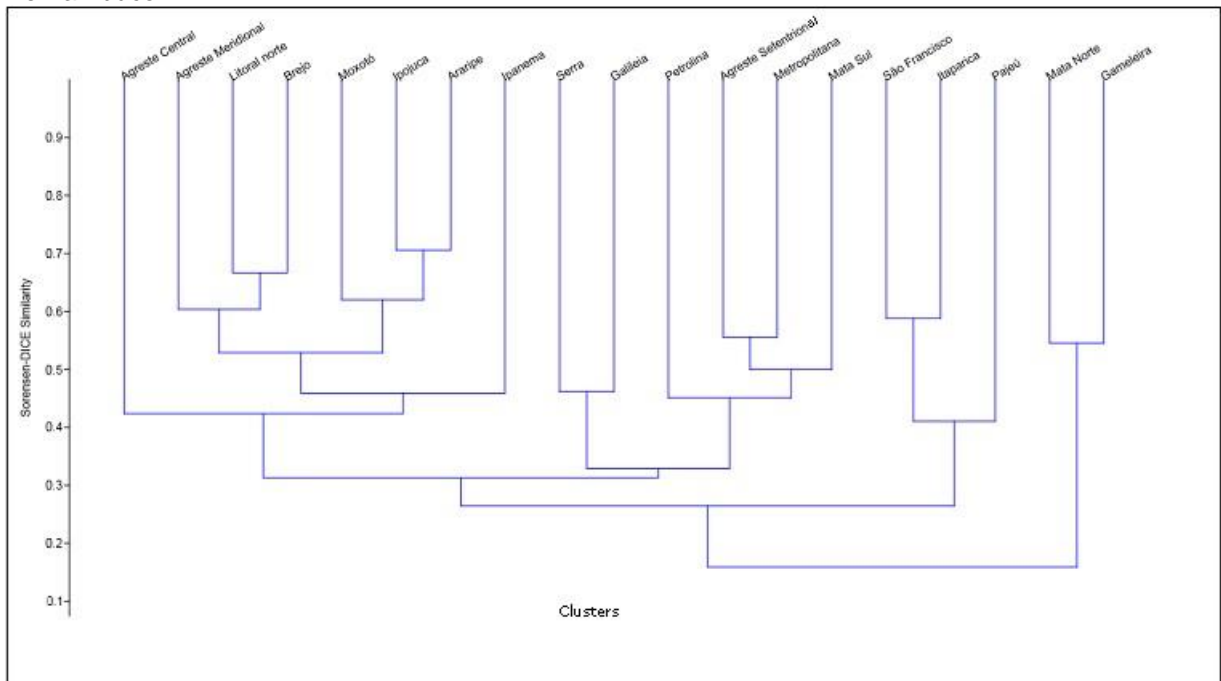 Agreste Central
Agreste Meridional
Litoral norte
Brejo
Moxotó
Ipojuca
Araripe
Ipanema
Serra
Galileia
Petrolina
Agreste Setentrional
Metropolitana
Mata Sul
São Francisco
Itaparica
Pajeú
Mata Norte
Gameleira
0.9
0.8
0.7
0.6
0.5
0.4
0.3
0.2
0.1
Sorensen-DICE Similarity
Clusters